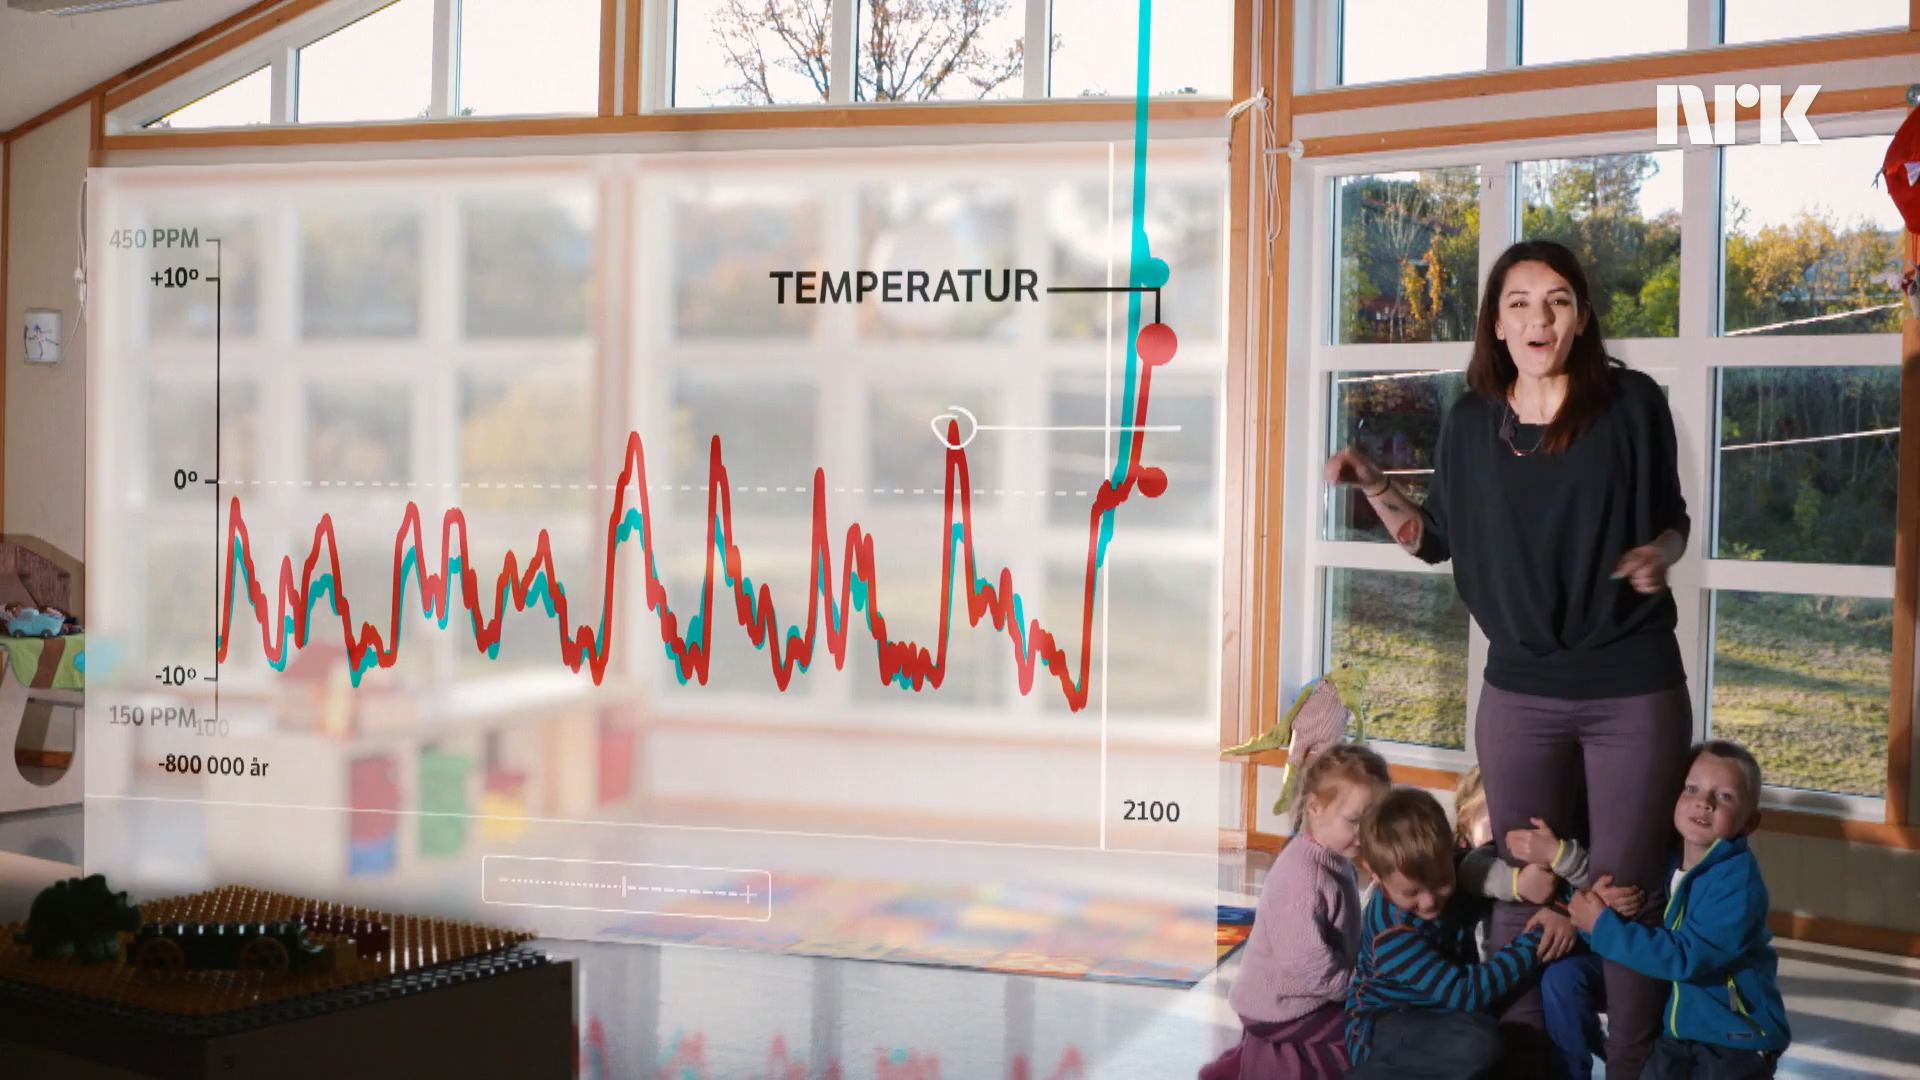 NRK
450 PPM
+10º
TEMPERATUR
0º
-10º
150 PPM
100
-800 000 år
2100